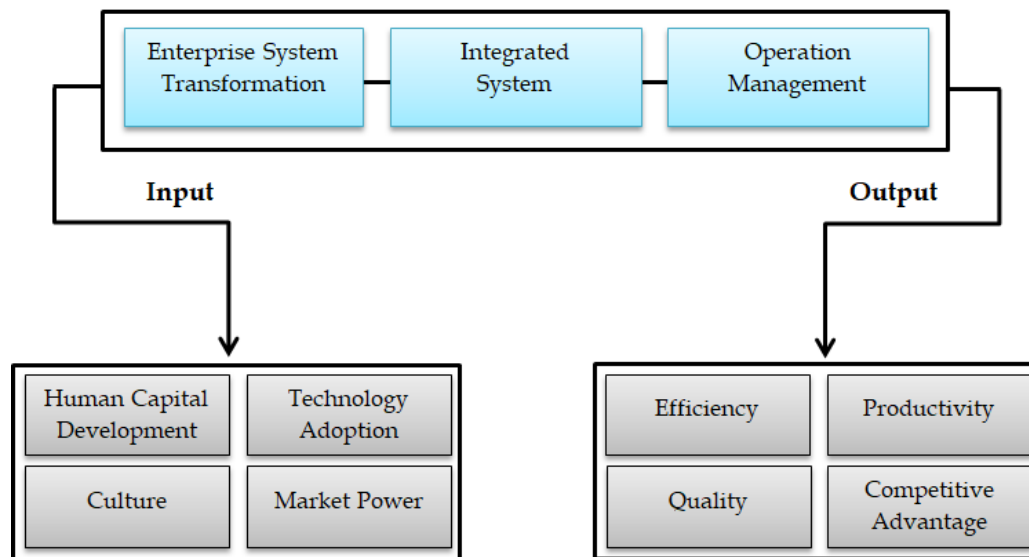 Enterprise System
Transformation
Integrated
System
Operation
Management
Input
Output
Human Capital
Development
Technology
Adoption
Culture
Market Power
Efficiency
Productivity
Quality
Competitive
Advantage